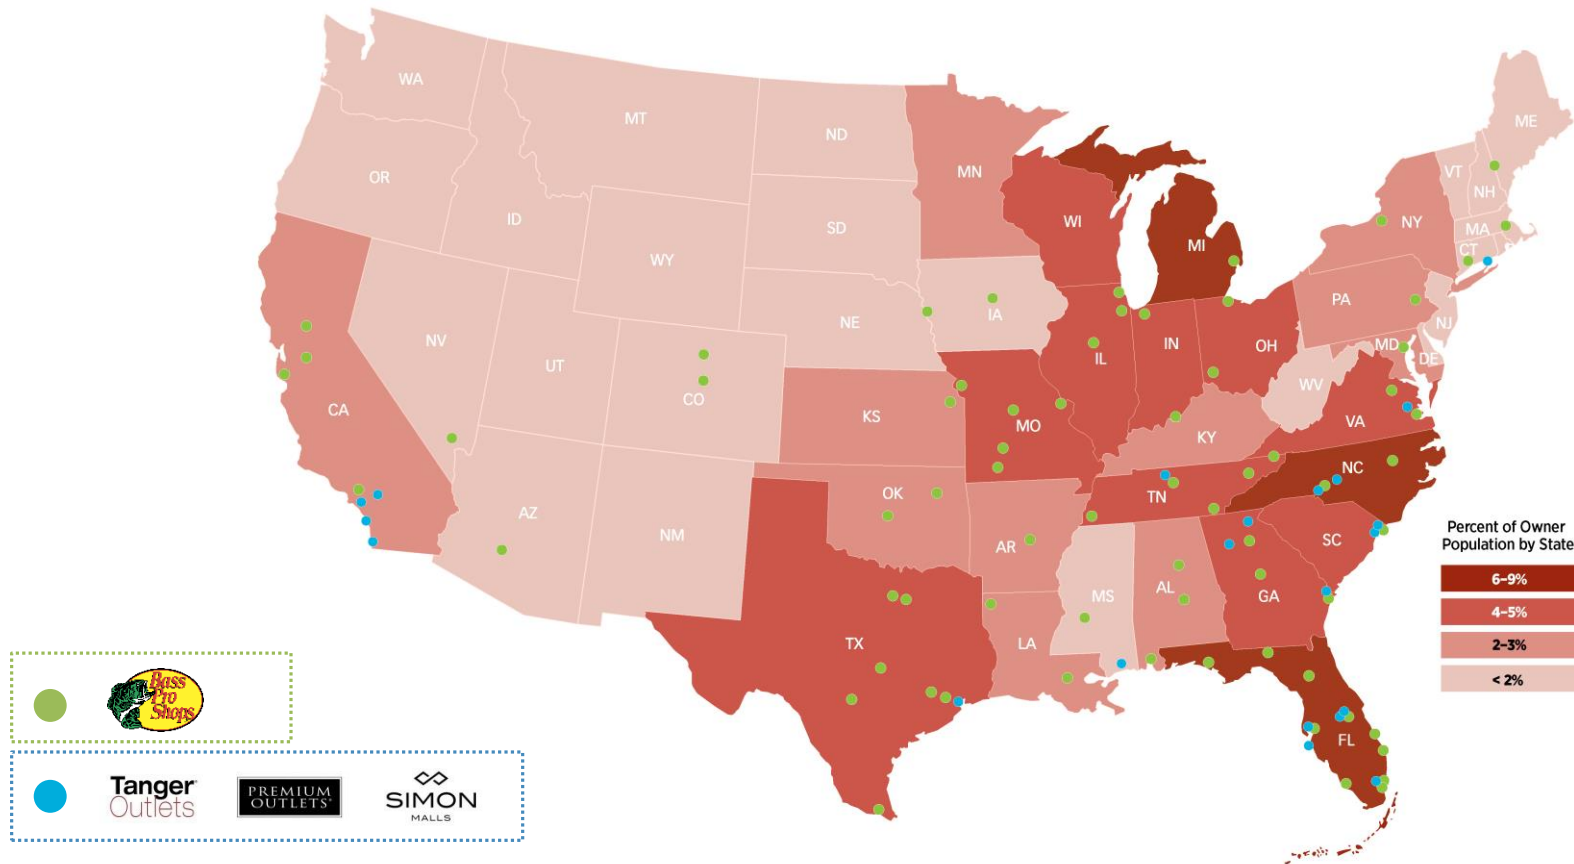 WA
MT
ND
MN
ME
OR
ID
SD
WI
MI
VT
NH
NY
MA
CT
WY
NE
IA
PA
NJ
NV
UT
CO
IL
IN
OH
MD
DE
WV
CA
KS
MO
KY
VA
AZ
NM
OK
AR
TN
NC
SC
TX
LA
MS
AL
GA
FL
Percent of Owner
Population by State
6–9%
4–5%
2–3%
< 2%
Bass
Pro
Shops
Tanger
Outlets
PREMIUM
OUTLETS®
SIMON
MALLS